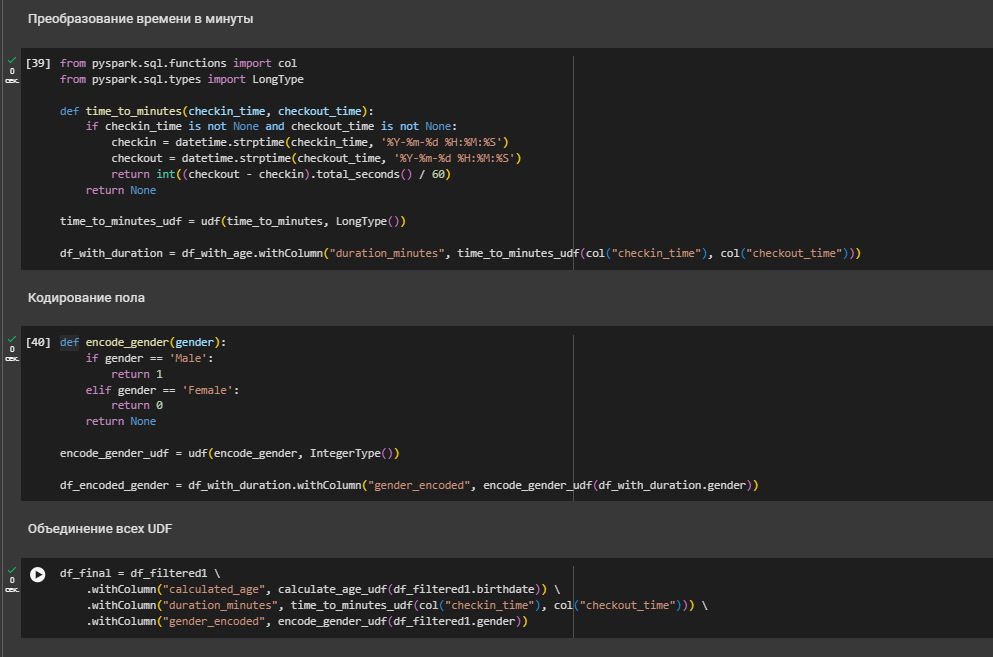 Преобразование времени в минуты
0
сек.
[39] from pyspark.sql.functions import col
from pyspark.sql.types import LongType
def time_to_minutes(checkin_time, checkout_time):
    if checkin_time is not None and checkout_time is not None:
        checkin = datetime.strptime(checkin_time, '%Y-%m-%d %H:%M:%S')
        checkout = datetime.strptime(checkout_time, '%Y-%m-%d %H:%M:%S')
        return int((checkout - checkin).total_seconds() / 60)
    return None
time_to_minutes_udf = udf(time_to_minutes, LongType())
df_with_duration = df_with_age.withColumn("duration_minutes", time_to_minutes_udf(col("checkin_time"), col("checkout_time")))
Кодирование пола
0
сек.
[40] def encode_gender(gender):
    if gender == 'Male':
        return 1
    elif gender == 'Female':
        return 0
    return None
encode_gender_udf = udf(encode_gender, IntegerType())
df_encoded_gender = df_with_duration.withColumn("gender_encoded", encode_gender_udf(df_with_duration.gender))
Объединение всех UDF
0
сек.
df_final = df_filtered1 \
    .withColumn("calculated_age", calculate_age_udf(df_filtered1.birthdate)) \
    .withColumn("duration_minutes", time_to_minutes_udf(col("checkin_time"), col("checkout_time"))) \
    .withColumn("gender_encoded", encode_gender_udf(df_filtered1.gender))